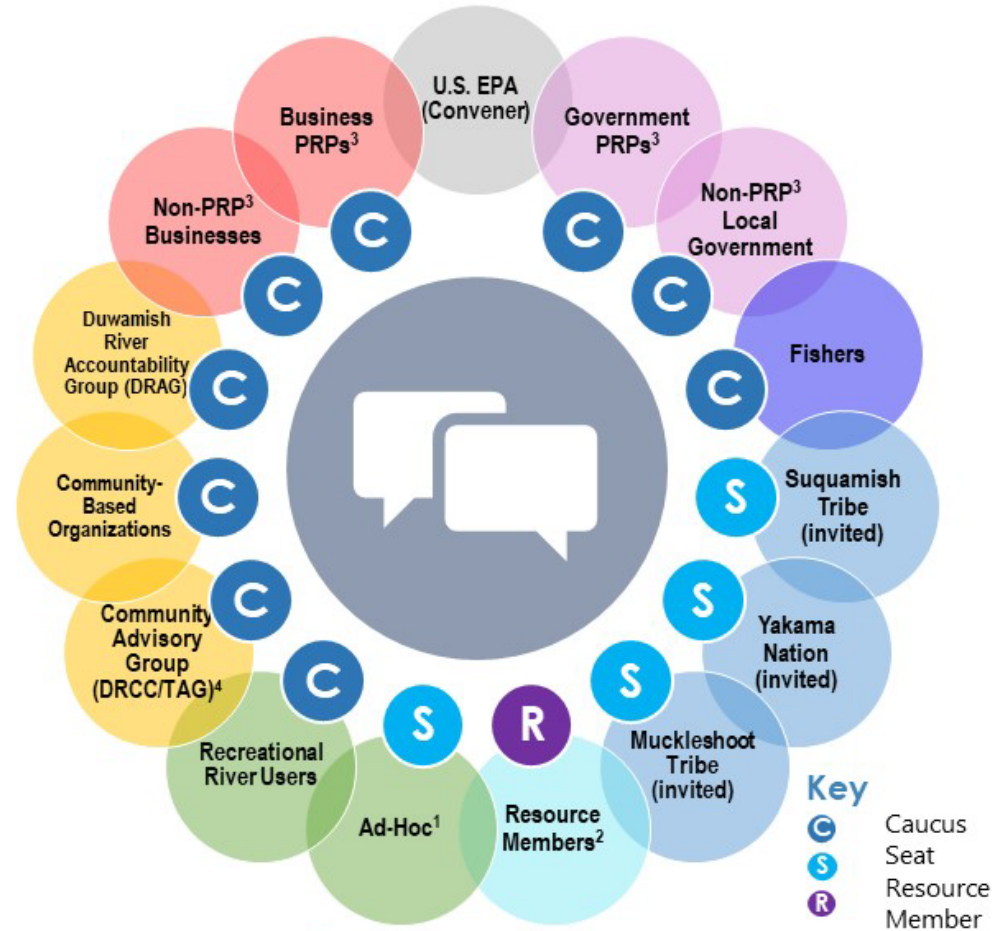 U.S. EPA
(Convener)
Government
PRPs³
Non-PRP³
Local
Government
Fishers
Suquamish
Tribe
(invited)
Yakama
Nation
(invited)
Muckleshoot
Tribe
(invited)
Resource
Members²
Ad-Hoc¹
Recreational
River Users
Community
Advisory
Group
(DRCC/TAG)⁴
Community-
Based
Organizations
Duwamish
River
Accountability
Group (DRAG)
Non-PRP³
Businesses
Business
PRPs³
C
C
C
S
S
S
R
S
C
C
C
C
C
C
Key
C Caucus
S Seat
R Resource
Member